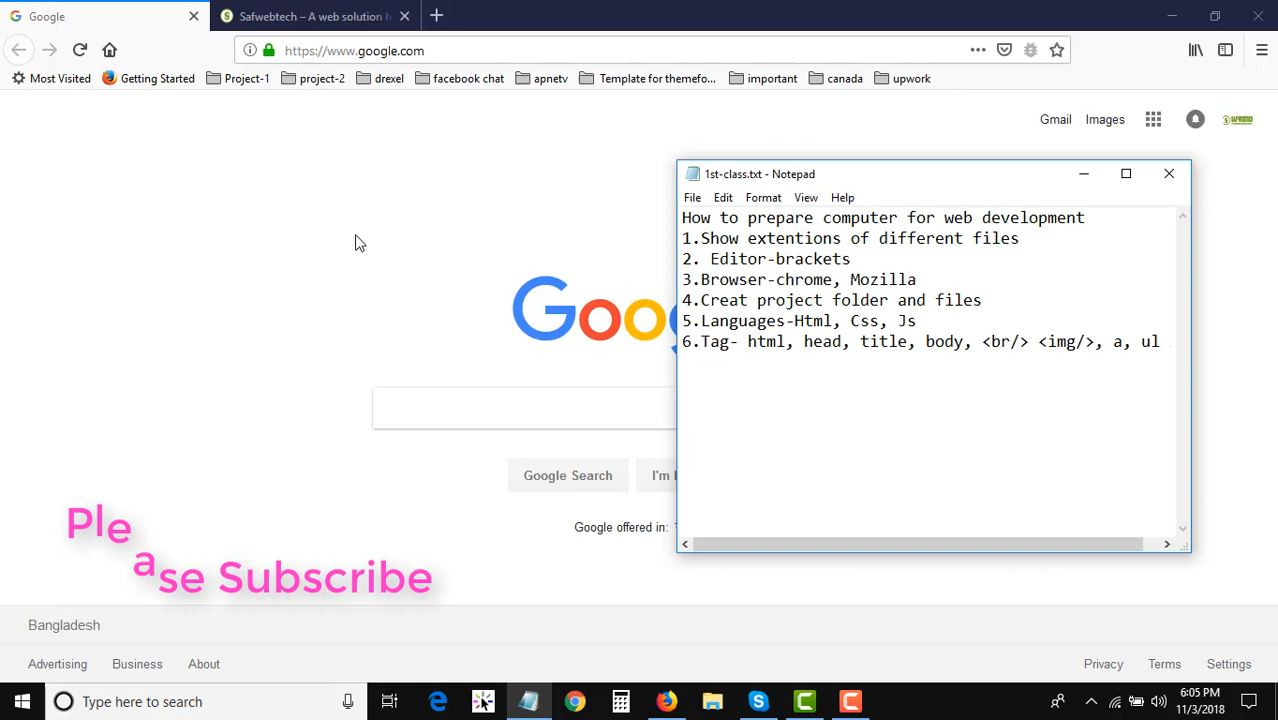 Google
Safwebtech – A web solution h
https://www.google.com
Most Visited
Getting Started
Project-1
project-2
drexel
facebook chat
apnetv
Template for themefo...
important
canada
upwork
Gmail
Images
1st-class.txt - Notepad
File Edit Format View Help
How to prepare computer for web development
1.Show extentions of different files
2. Editor-brackets
3.Browser-chrome, Mozilla
4.Creat project folder and files
5.Languages-Html, Css, Js
6.Tag- html, head, title, body, <br/> <img/>, a, ul
Google
Google Search
I'm
Google offered in:
Please Subscribe
Bangladesh
Advertising
Business
About
Privacy
Terms
Settings
Type here to search
6:05 PM
11/3/2018